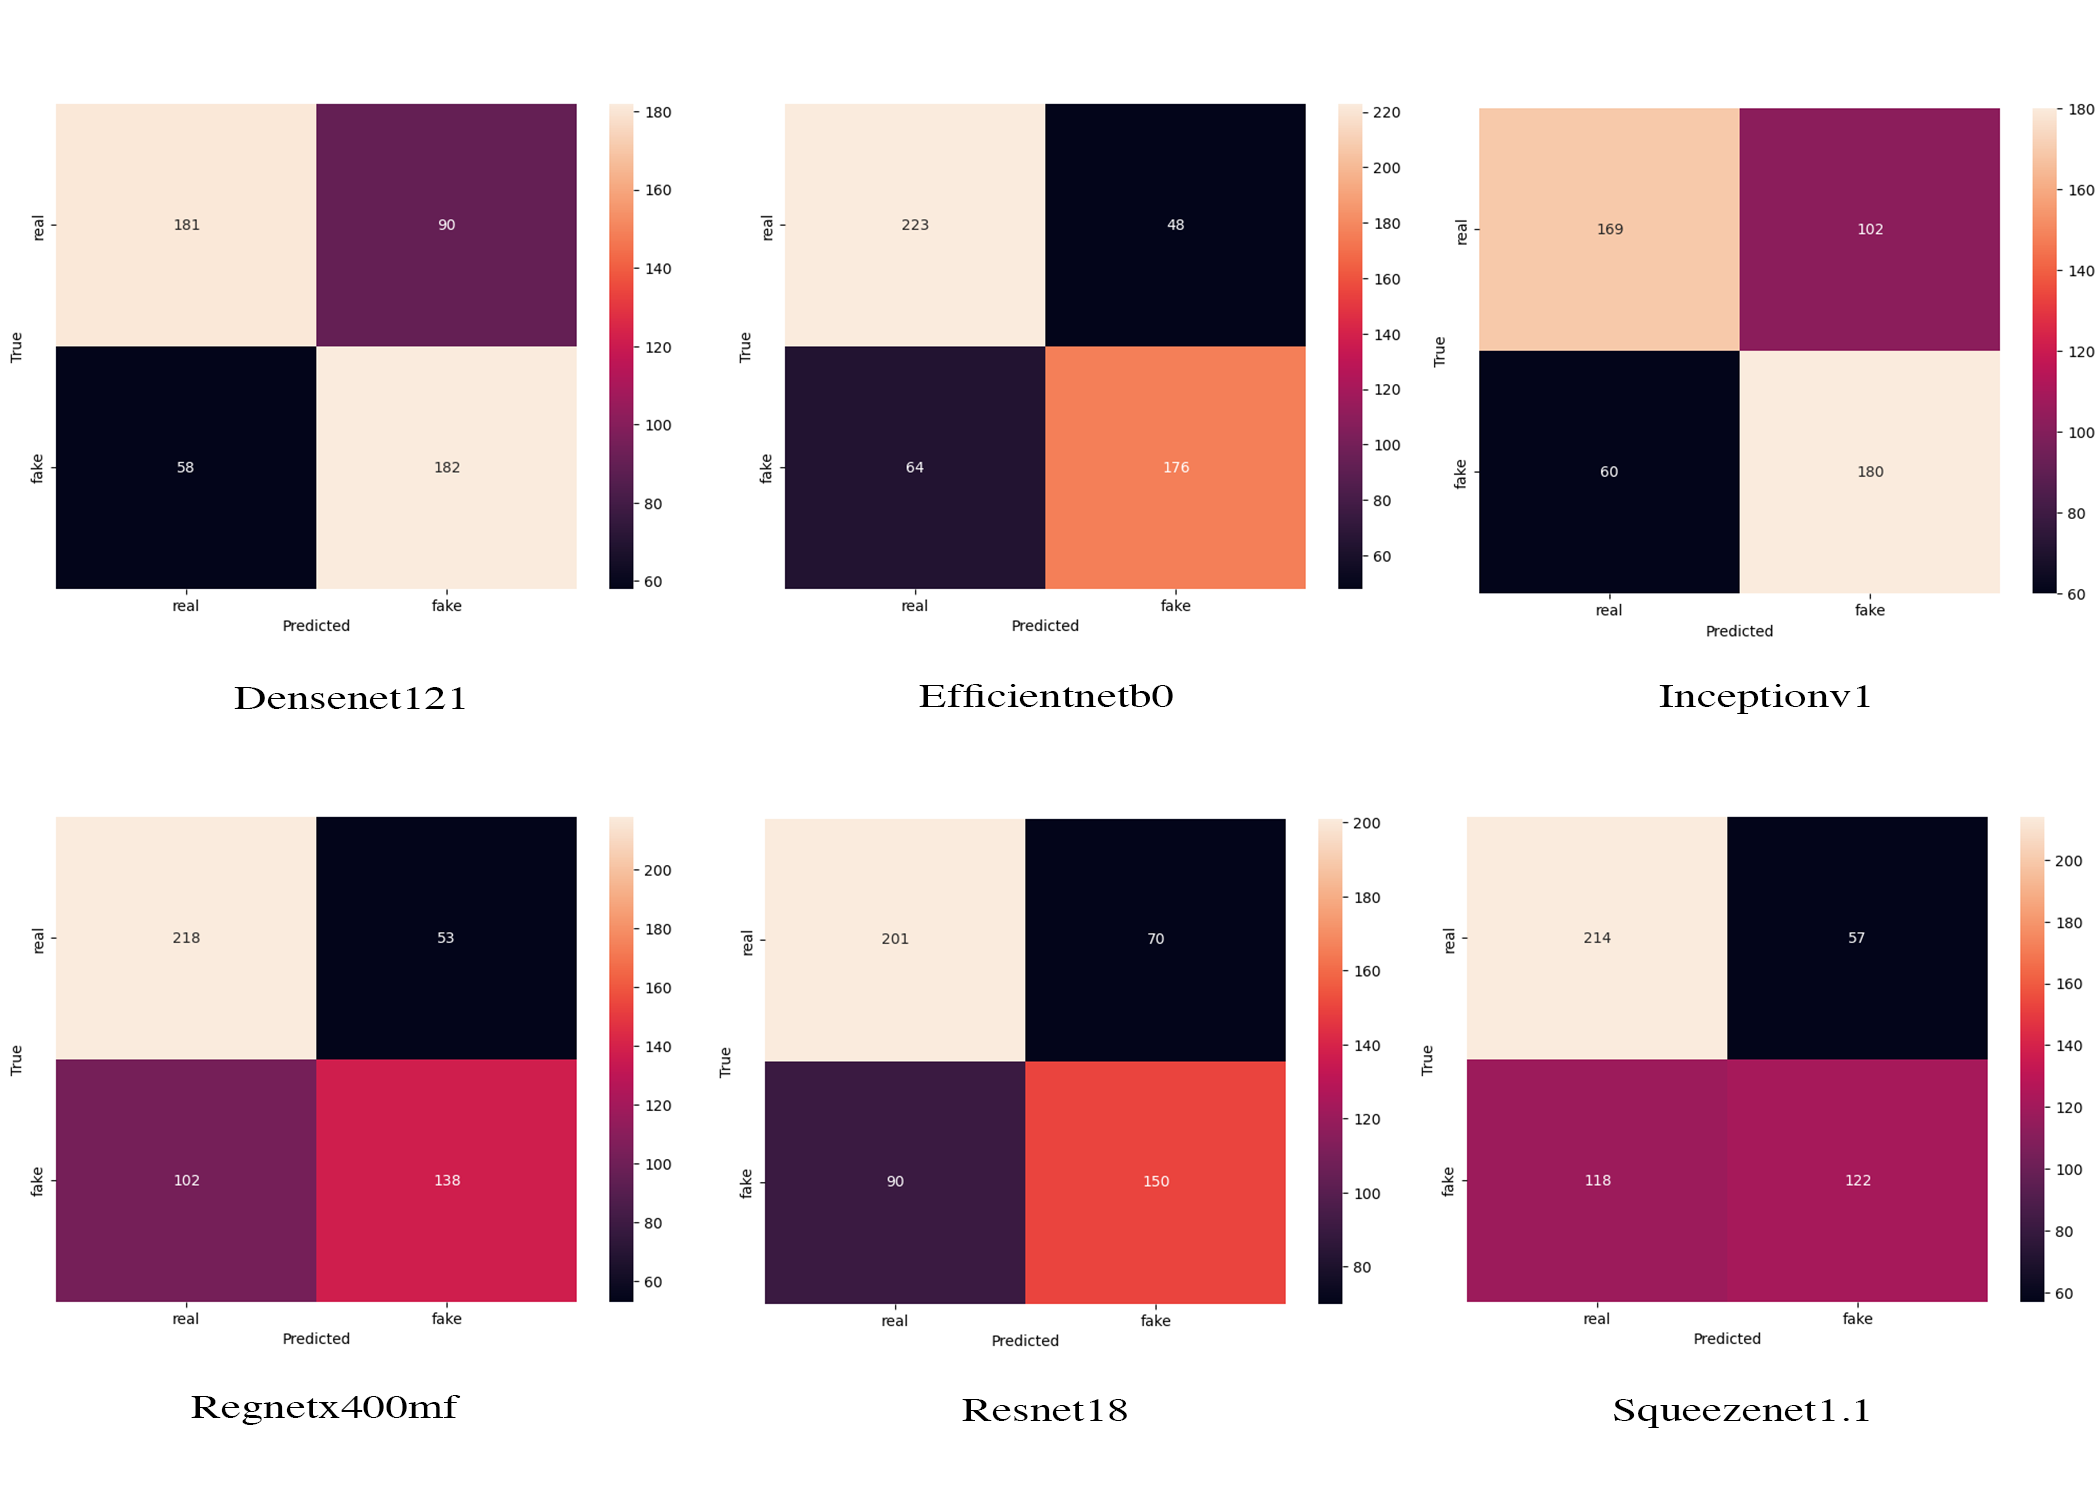 180
160
140
120
100
80
60
real
fake
True
181
90
58
182
real
fake
Predicted
Densenet121
220
200
180
160
140
120
100
80
60
real
fake
True
223
48
64
176
real
fake
Predicted
Efficientnetb0
180
160
140
120
100
80
60
real
fake
True
169
102
60
180
real
fake
Predicted
Inceptionv1
200
180
160
140
120
100
80
60
real
fake
True
218
53
102
138
real
fake
Predicted
Regnetx400mf
200
180
160
140
120
100
80
real
fake
True
201
70
90
150
real
fake
Predicted
Resnet18
200
180
160
140
120
100
80
60
real
fake
True
214
57
118
122
real
fake
Predicted
Squeezenet1.1